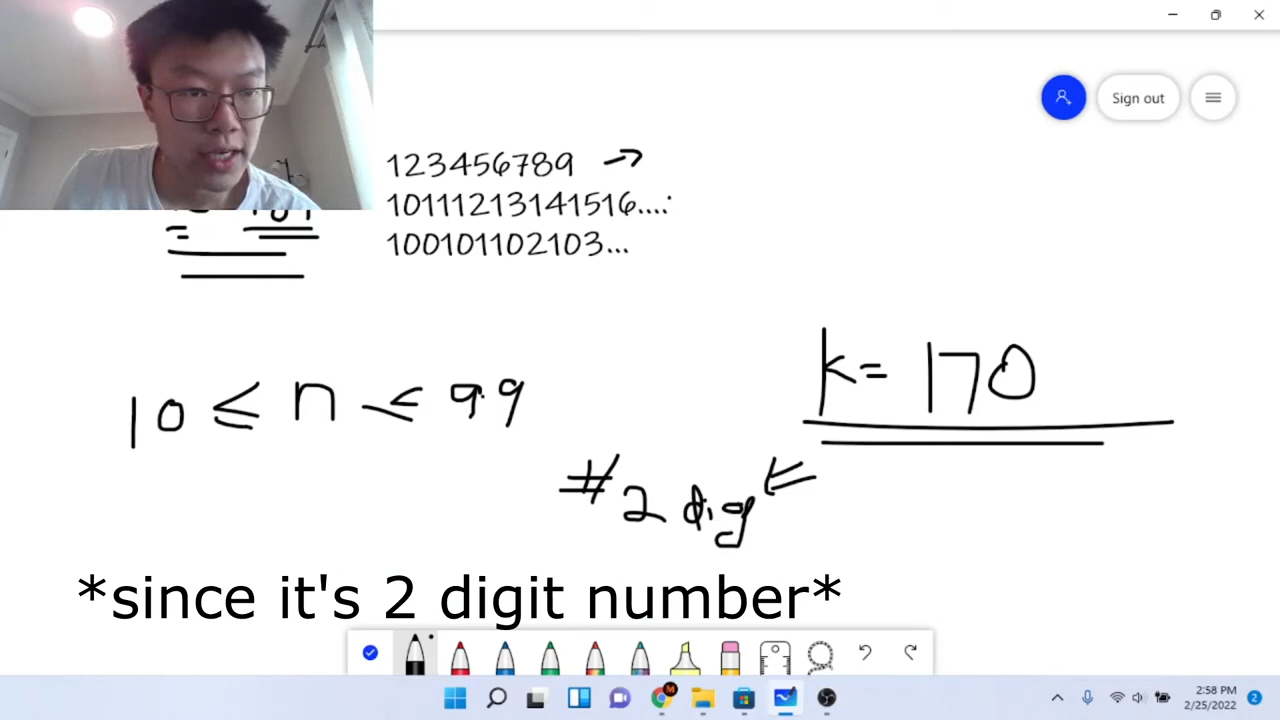 Sign out
123456789 →
10111213141516....
100101102103...
10 ≤ n ≤ 99
k = 170
# 2 dig
*since it's 2 digit number*
2:58 PM
2/25/2022
2